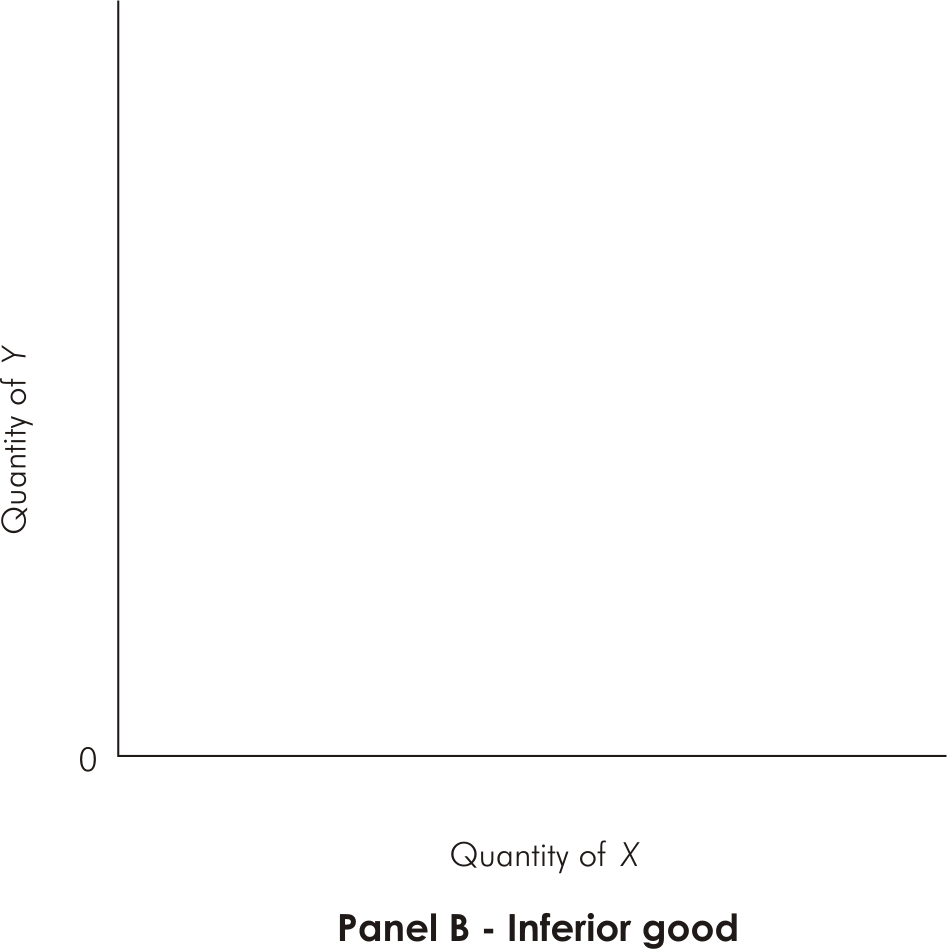 Quantity of Y
0
Quantity of X
Panel B - Inferior good